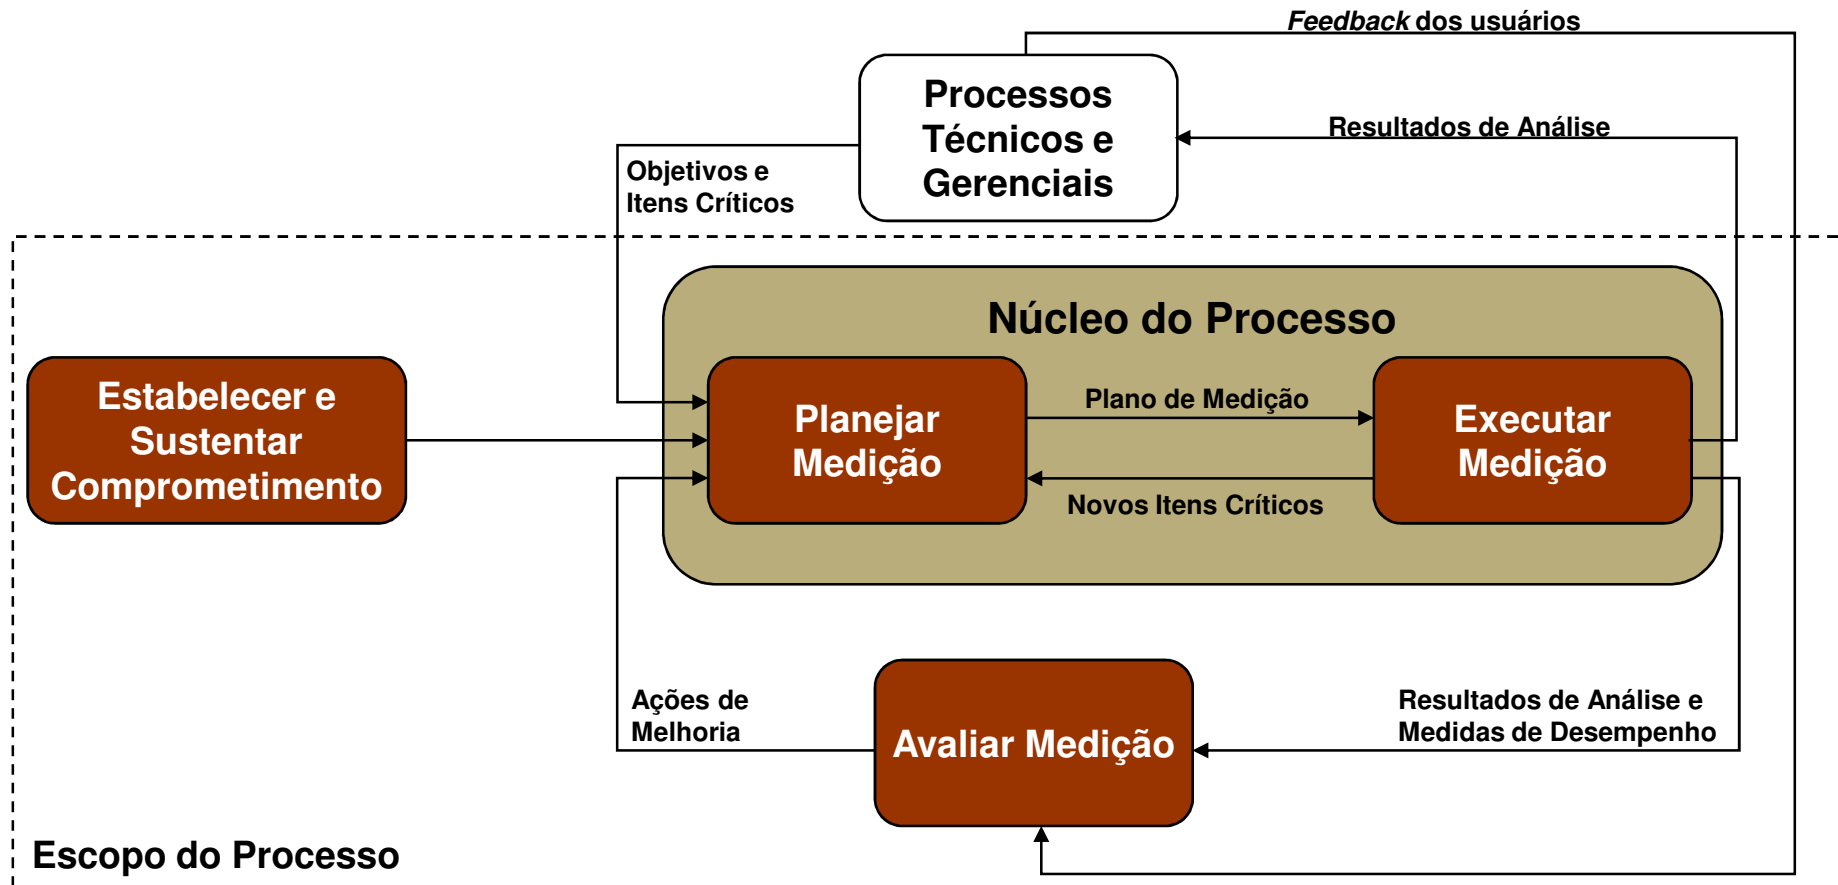 Feedback dos usuários
Processos
Técnicos e
Gerenciais
Resultados de Análise
Objetivos e
Itens Críticos
Núcleo do Processo
Estabelecer e
Sustentar
Comprometimento
Planejar
Medição
Plano de Medição
Novos Itens Críticos
Executar
Medição
Ações de
Melhoria
Avaliar Medição
Resultados de Análise e
Medidas de Desempenho
Escopo do Processo